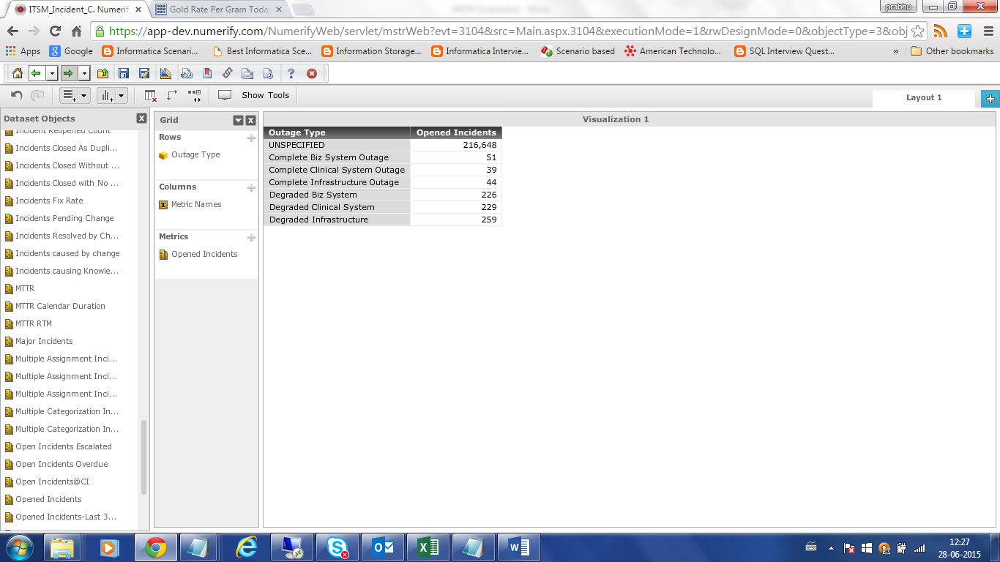 ITSM_Incident_C. Numerify
Gold Rate Per Gram Today
prabhu
https://app-dev.numerify.com/NumerifyWeb/servlet/mstrWeb?evt=3104&src=Main.aspx.3104&executionMode=1&rwDesignMode=0&objectType=3&obj
Apps
Google
Informatica Scenari...
Best Informatica Sce...
Information Storage...
Informatica Intervie...
Scenario based
American Technolo...
SQL Interview Quest...
»
Other bookmarks
Show Tools
Layout 1
Dataset Objects
Incident Reopened Count
Incidents Closed As Dupli...
Incidents Closed Without ...
Incidents Closed with No ...
Incidents Fix Rate
Incidents Pending Change
Incidents Resolved by Ch...
Incidents caused by change
Incidents causing Knowle...
MTTR
MTTR Calendar Duration
MTTR RTM
Major Incidents
Multiple Assignment Inci...
Multiple Assignment Inci...
Multiple Assignment Inci...
Multiple Categorization In...
Multiple Categorization In...
Open Incidents Escalated
Open Incidents Overdue
Open Incidents@CI
Opened Incidents
Opened Incidents-Last 3...
Grid
Rows
Outage Type
Columns
Metric Names
Metrics
Opened Incidents
Visualization 1
Outage Type Opened Incidents
UNSPECIFIED 216,648
Complete Biz System Outage 51
Complete Clinical System Outage 39
Complete Infrastructure Outage 44
Degraded Biz System 226
Degraded Clinical System 229
Degraded Infrastructure 259
12:27
28-06-2015